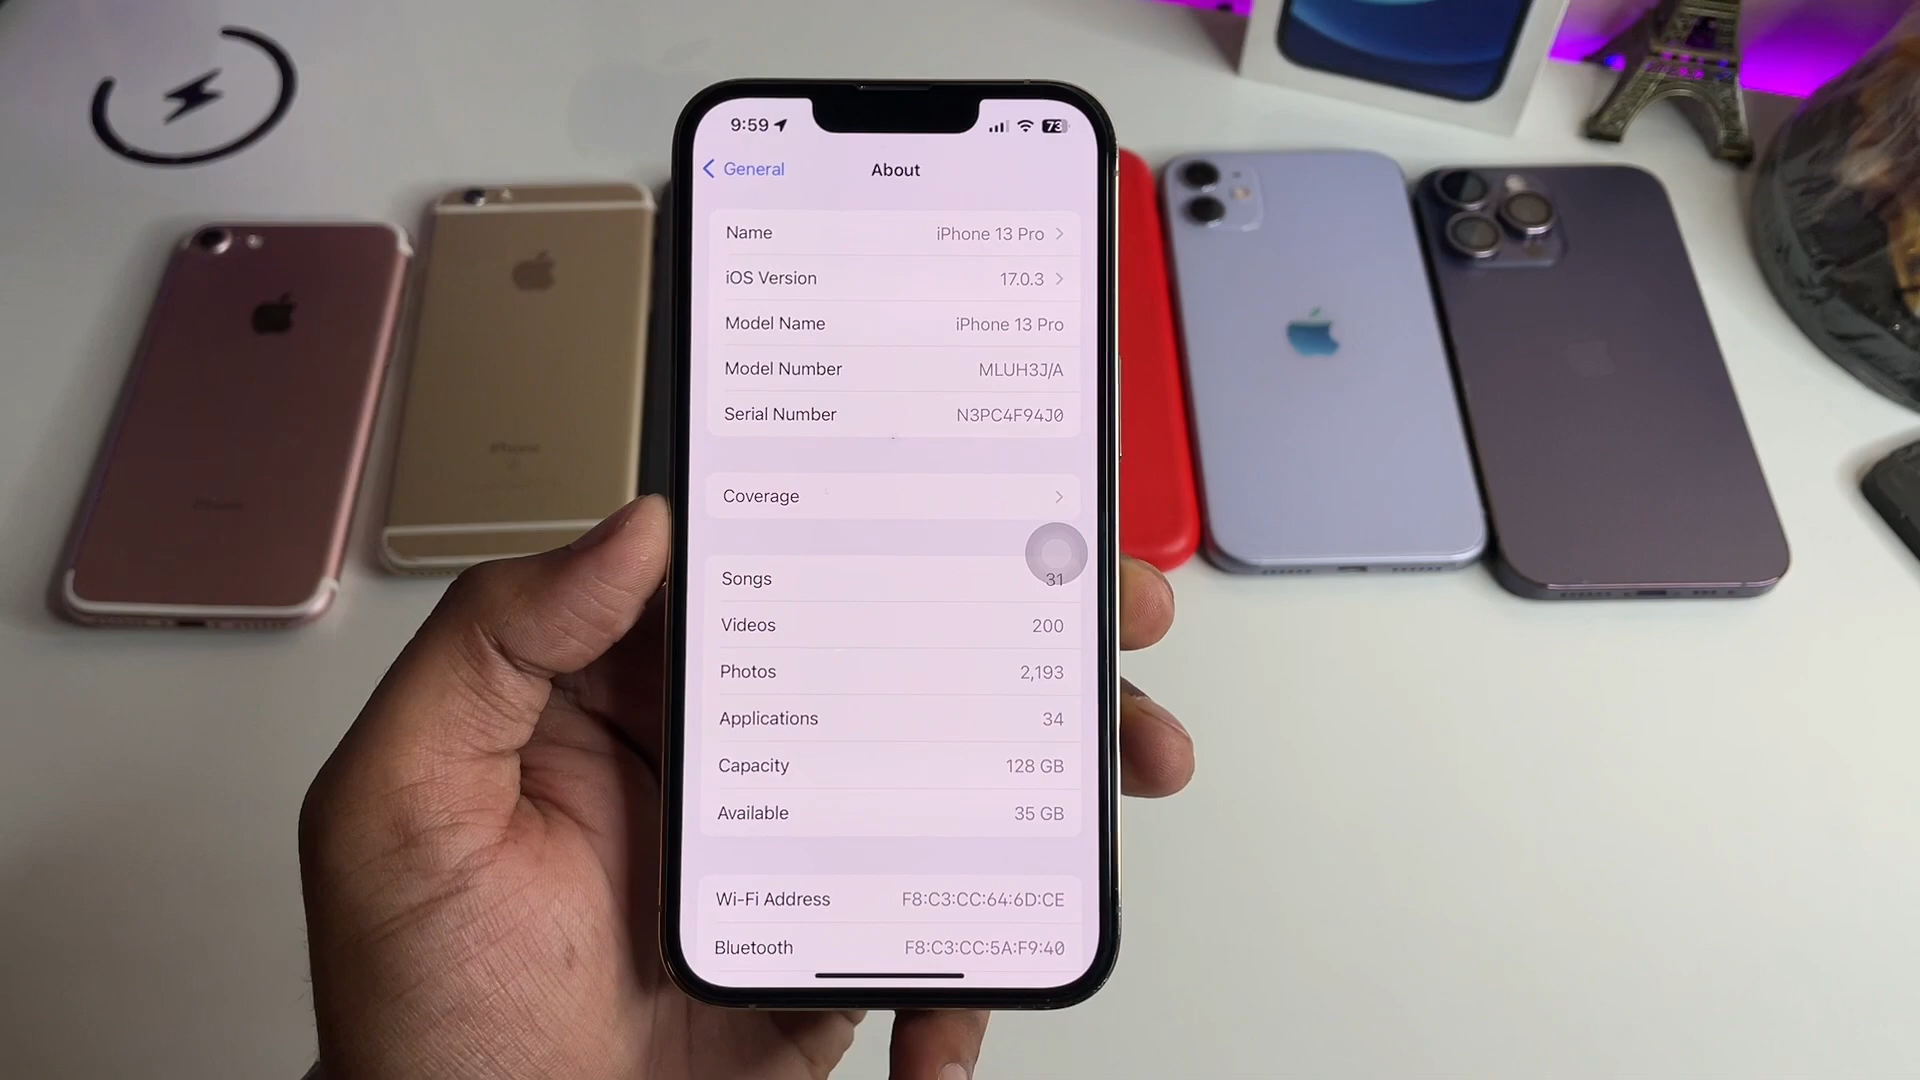 9:59
73
General
About
Name iPhone 13 Pro
iOS Version 17.0.3
Model Name iPhone 13 Pro
Model Number MLUH3J/A
Serial Number N3PC4F94J0
Coverage
Songs 31
Videos 200
Photos 2,193
Applications 34
Capacity 128 GB
Available 35 GB
Wi-Fi Address F8:C3:CC:64:6D:CE
Bluetooth F8:C3:CC:5A:F9:40
iPhone
iPhone